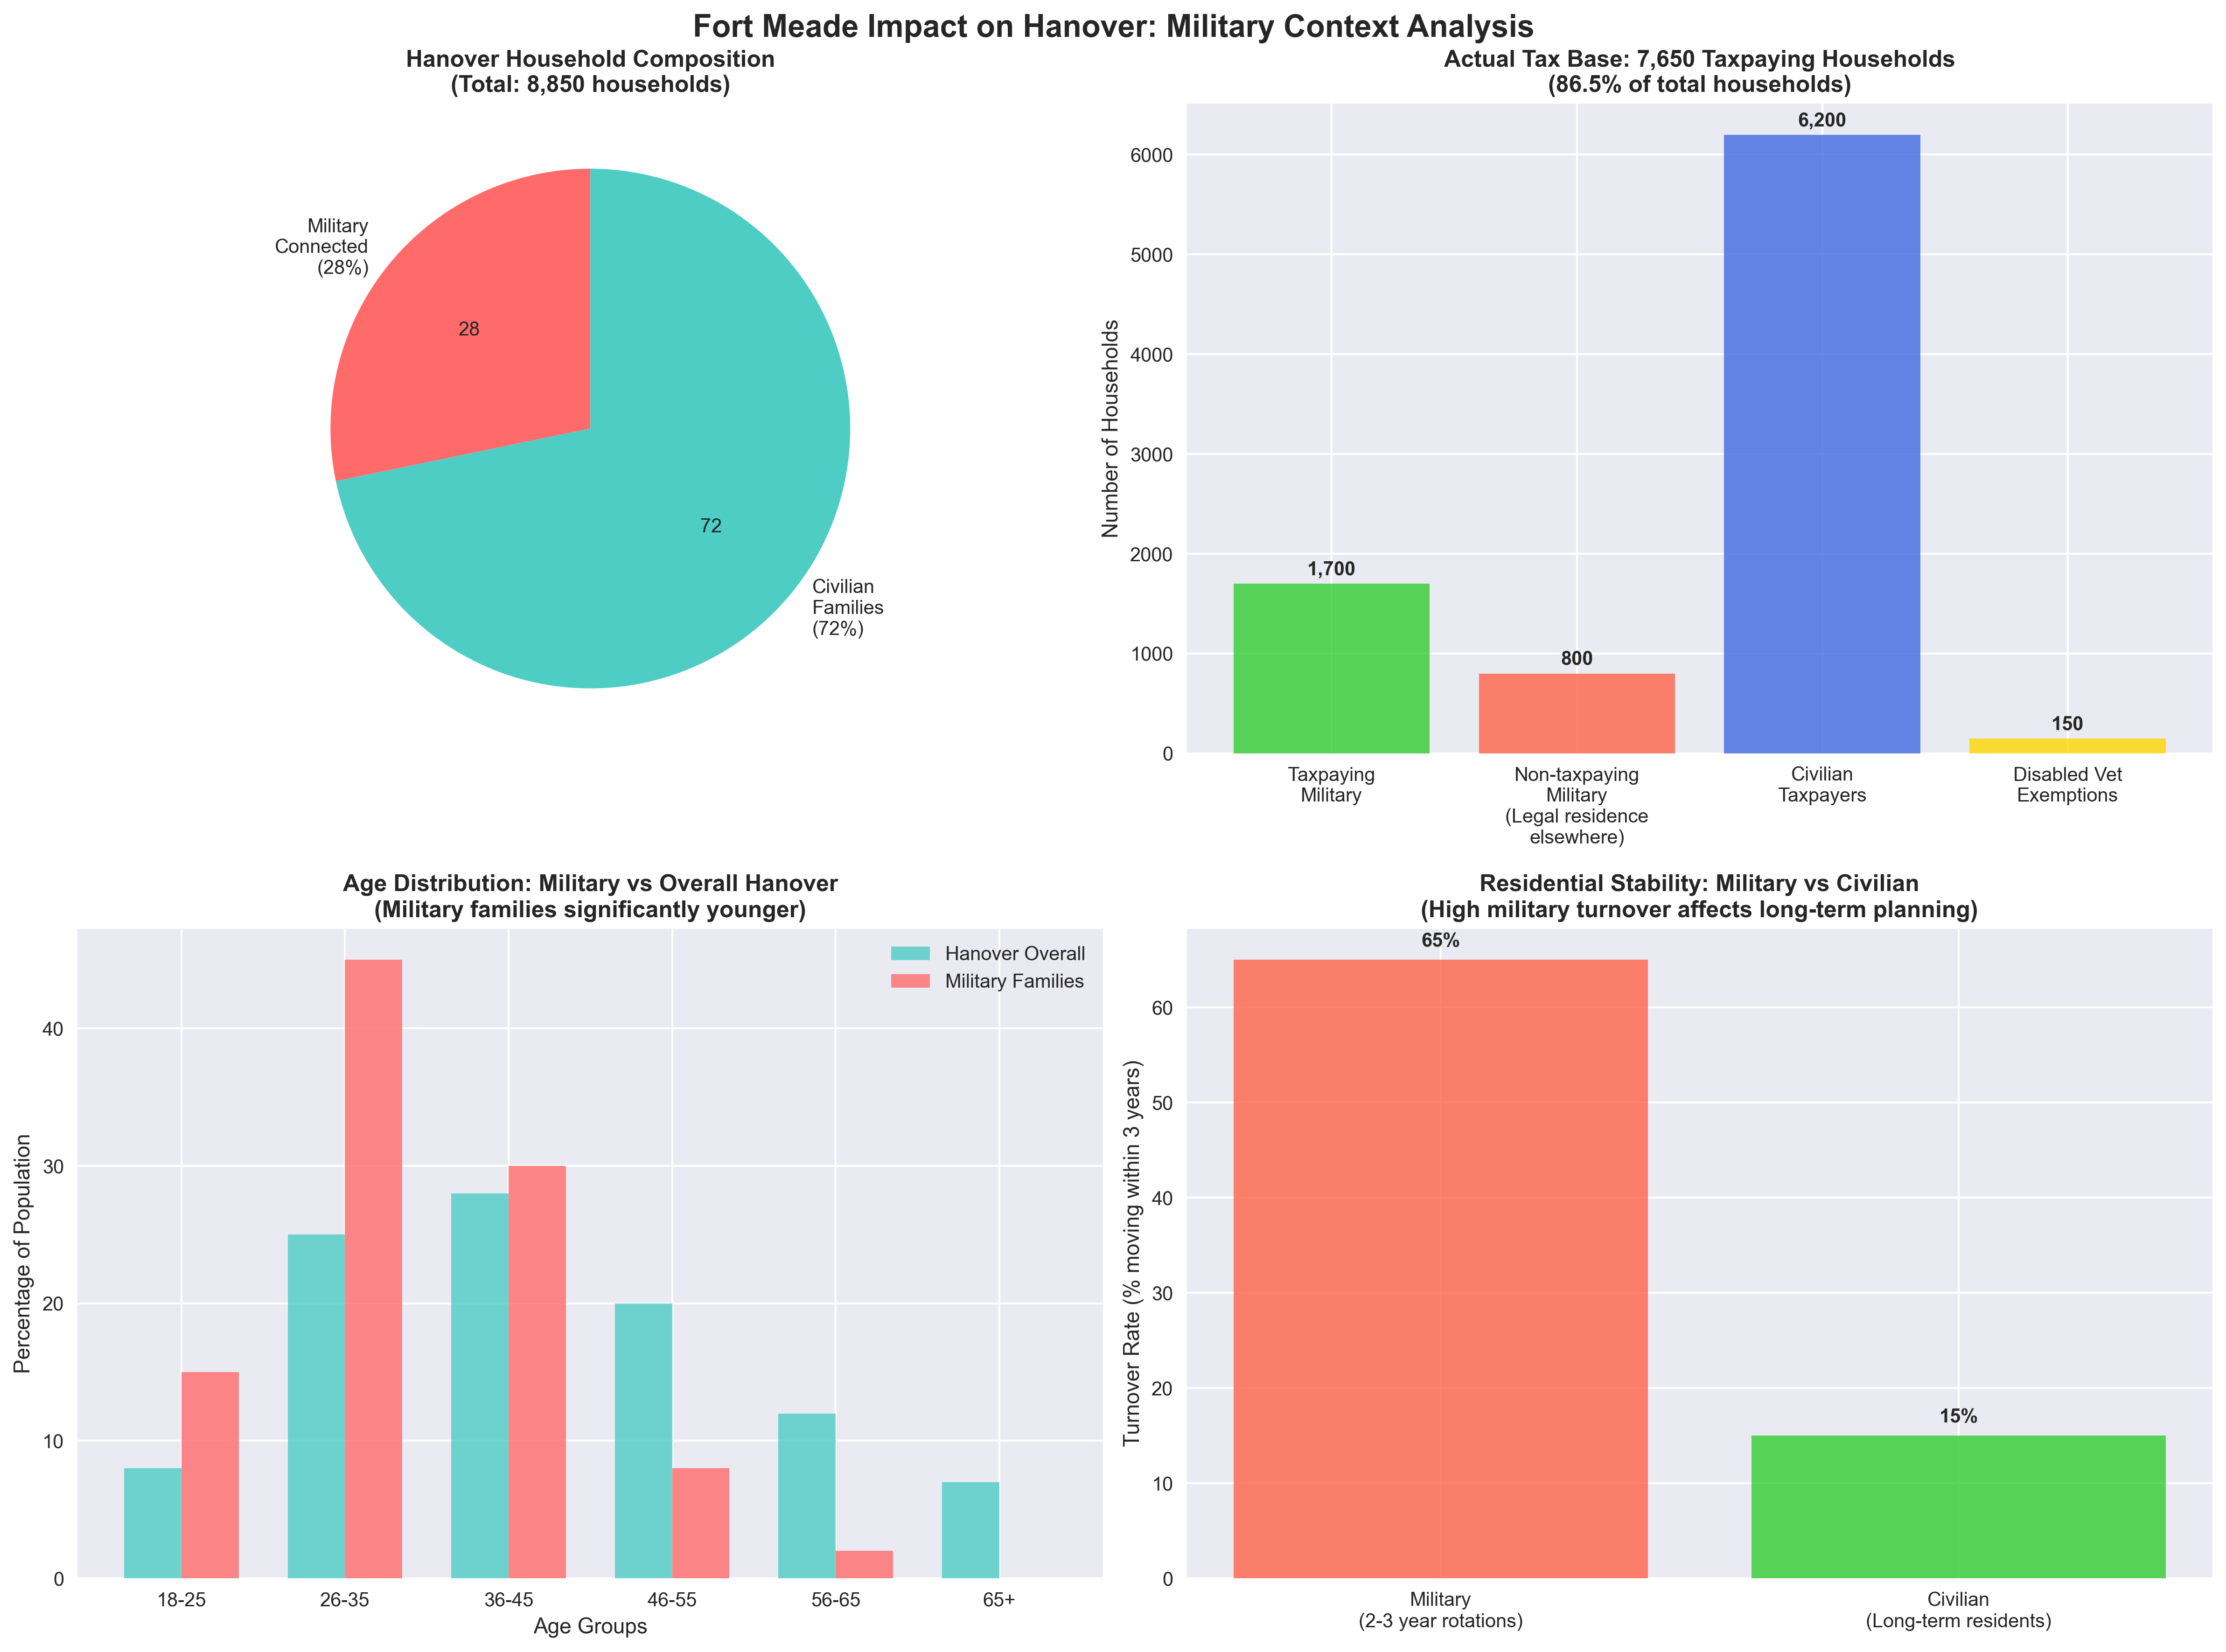 Fort Meade Impact on Hanover: Military Context Analysis
Hanover Household Composition
(Total: 8,850 households)
Military
Connected
(28%)
28
72
Civilian
Families
(72%)
Actual Tax Base: 7,650 Taxpaying Households
(86.5% of total households)
Number of Households
6000
5000
4000
3000
2000
1000
0
1,700
800
6,200
150
Taxpaying
Military
Non-taxpaying
Military
(Legal residence
elsewhere)
Civilian
Taxpayers
Disabled Vet
Exemptions
Age Distribution: Military vs Overall Hanover
(Military families significantly younger)
Hanover Overall
Military Families
Percentage of Population
40
30
20
10
0
18-25
26-35
36-45
46-55
56-65
65+
Age Groups
Residential Stability: Military vs Civilian
(High military turnover affects long-term planning)
Turnover Rate (% moving within 3 years)
60
50
40
30
20
10
0
65%
15%
Military
(2-3 year rotations)
Civilian
(Long-term residents)